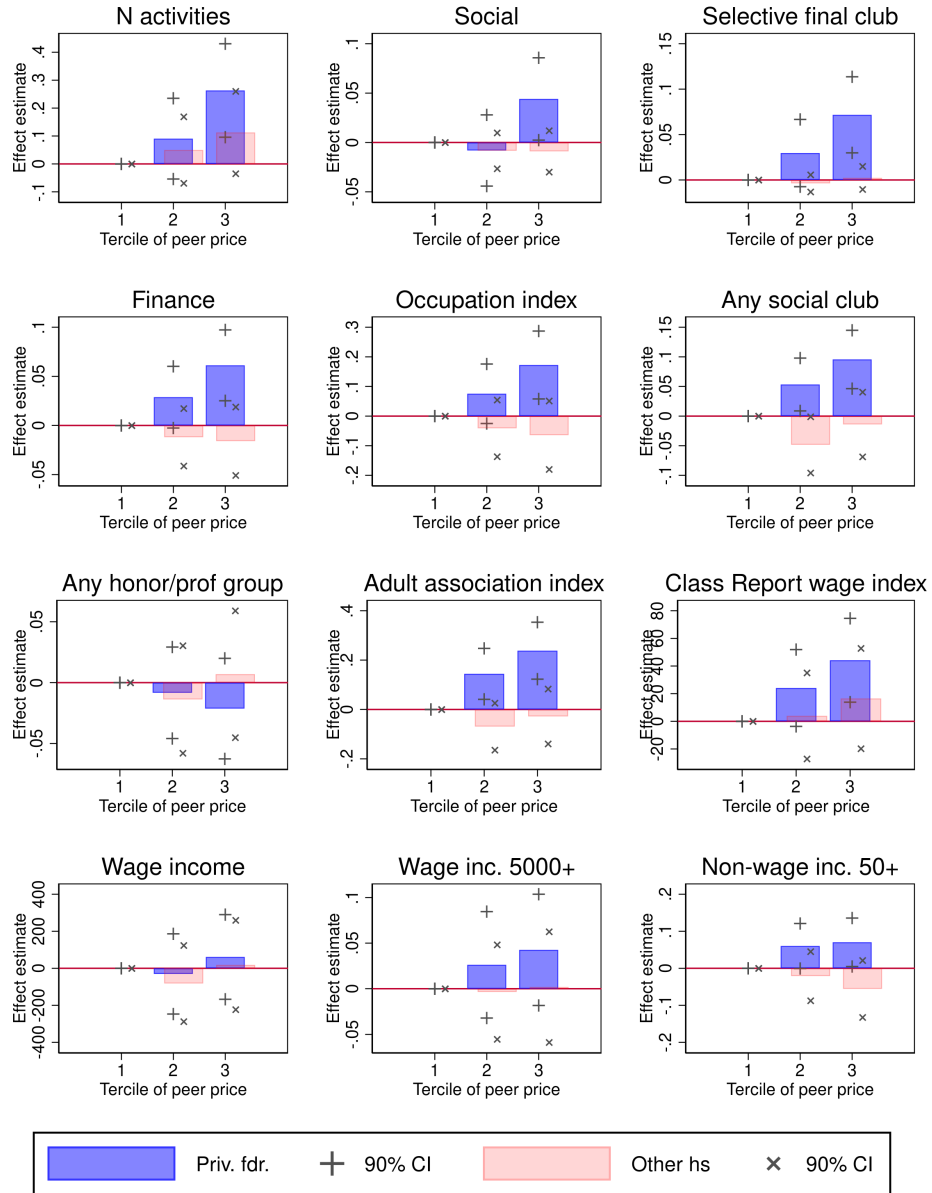 N activities
Effect estimate
.4
.3
.2
.1
0
-.1
1 2 3
Tercile of peer price
Social
Effect estimate
.1
.05
0
-.05
1 2 3
Tercile of peer price
Selective final club
Effect estimate
.15
.1
.05
0
1 2 3
Tercile of peer price
Finance
Effect estimate
.1
.05
0
-.05
1 2 3
Tercile of peer price
Occupation index
Effect estimate
.3
.2
.1
0
-.1
-.2
1 2 3
Tercile of peer price
Any social club
Effect estimate
.15
.1
.05
0
-.05
-.1
1 2 3
Tercile of peer price
Any honor/prof group
Effect estimate
.05
0
-.05
1 2 3
Tercile of peer price
Adult association index
Effect estimate
.4
.2
0
-.2
1 2 3
Tercile of peer price
Class Report wage index
Effect estimate
80
60
40
20
0
-20
1 2 3
Tercile of peer price
Wage income
Effect estimate
400
200
0
-200
-400
1 2 3
Tercile of peer price
Wage inc. 5000+
Effect estimate
.1
.05
0
-.05
1 2 3
Tercile of peer price
Non-wage inc. 50+
Effect estimate
.2
.1
0
-.1
-.2
1 2 3
Tercile of peer price
Priv. fdr. 90% CI Other hs 90% CI